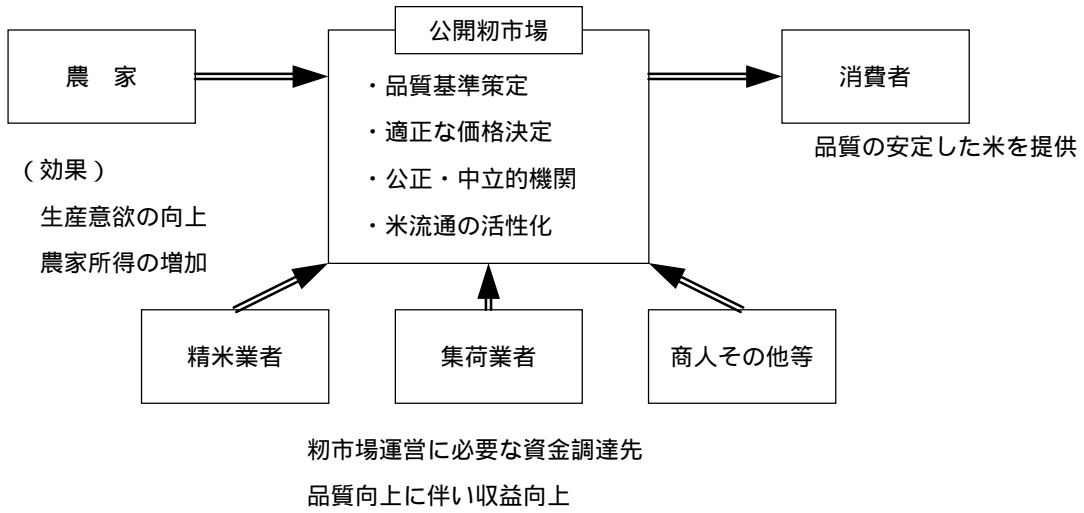 公開籾市場
農　家
・品質基準策定
・適正な価格決定
・公正・中立的機関
・米流通の活性化
消費者
品質の安定した米を提供
（効果）
生産意欲の向上
農家所得の増加
精米業者
集荷業者
商人その他等
籾市場運営に必要な資金調達先
品質向上に伴い収益向上